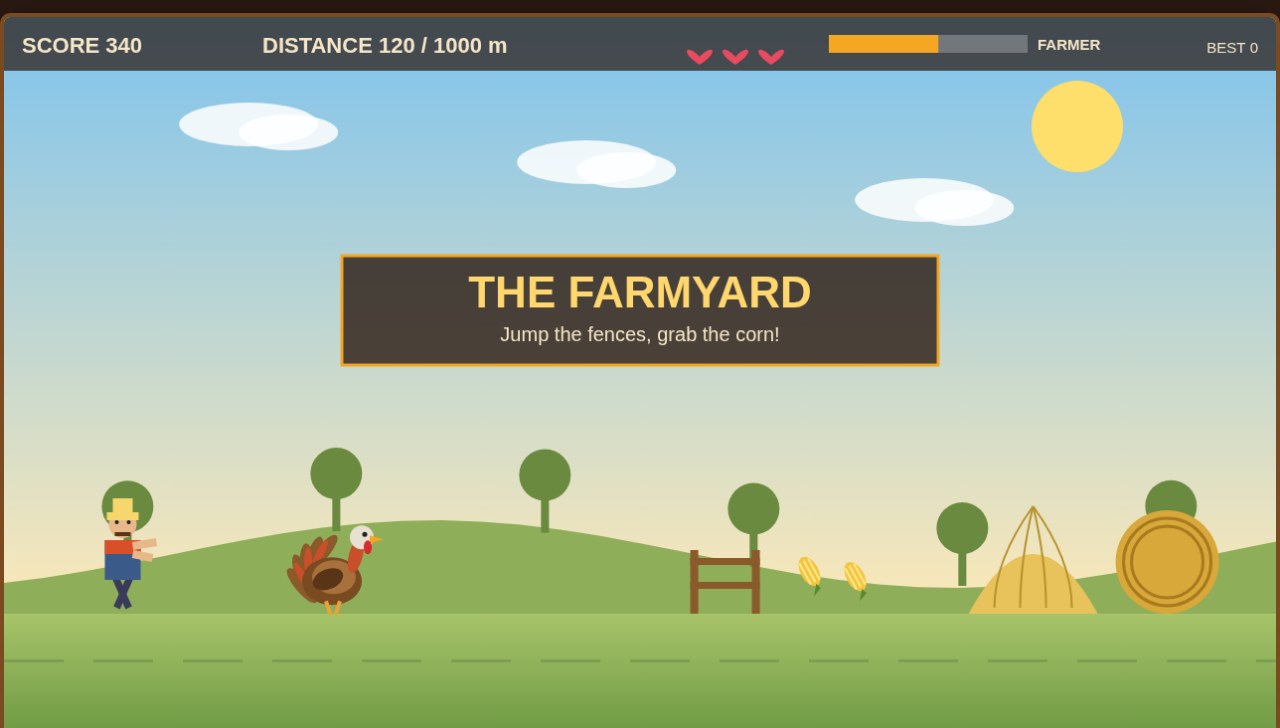 SCORE 340
DISTANCE 120 / 1000 m
FARMER
BEST 0
THE FARMYARD
Jump the fences, grab the corn!